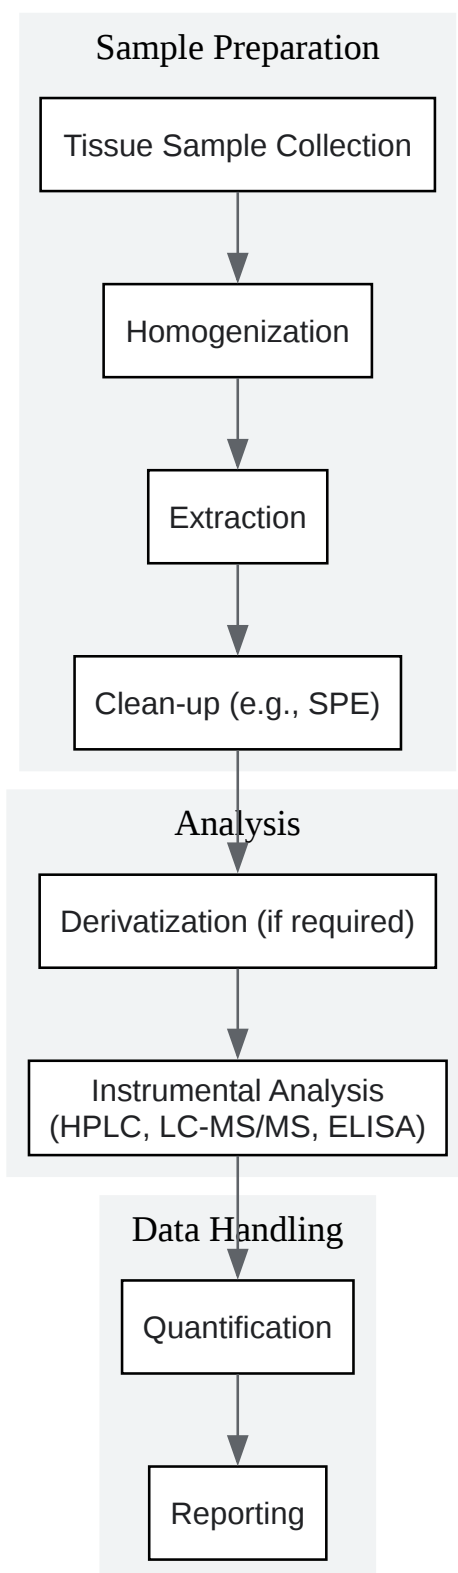 Sample Preparation
Tissue Sample Collection
Homogenization
Extraction
Clean-up (e.g., SPE)
Analysis
Derivatization (if required)
Instrumental Analysis
(HPLC, LC-MS/MS, ELISA)
Data Handling
Quantification
Reporting